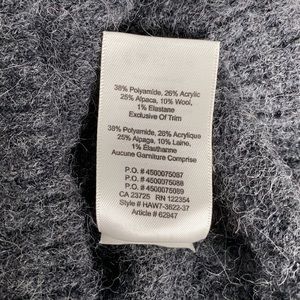 38% Polyamide, 26% Acrylic
25% Alpaca, 10% Wool,
1% Elastane
Exclusive Of Trim
38% Polyamide, 26% Acrylique
25% Alpaga, 10% Laine,
1% Elasthanne
Aucune Garniture Comprise
P.O. # 4500075087
P.O. # 4500075088
P.O. # 4500075089
CA 23725 RN 122354
Style # HAW7-3622-37
Article # 62947